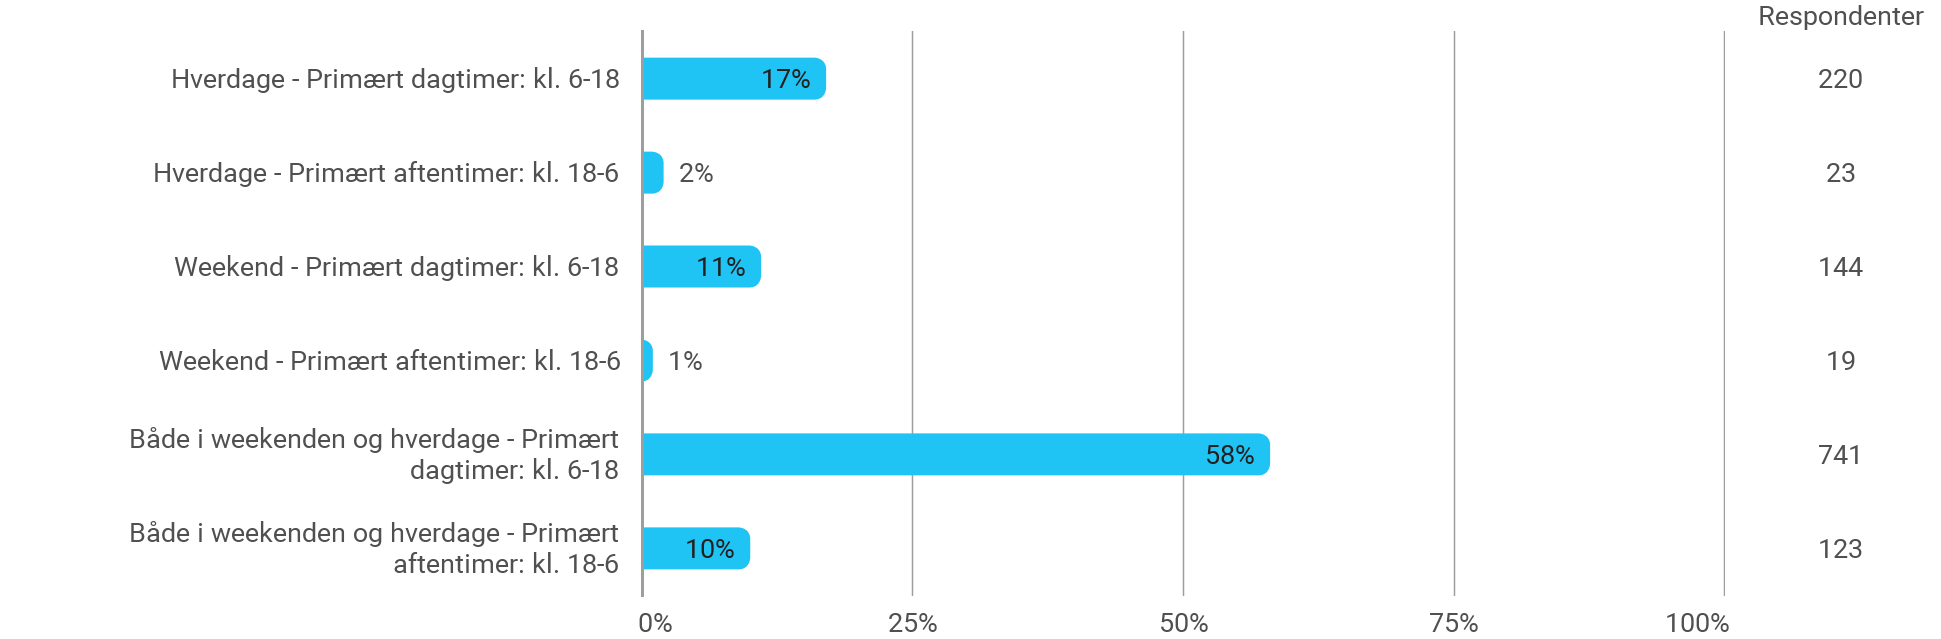 Respondenter
Hverdage - Primært dagtimer: kl. 6-18 17% 220
Hverdage - Primært aftentimer: kl. 18-6 2% 23
Weekend - Primært dagtimer: kl. 6-18 11% 144
Weekend - Primært aftentimer: kl. 18-6 1% 19
Både i weekenden og hverdage - Primært
dagtimer: kl. 6-18 58% 741
Både i weekenden og hverdage - Primært
aftentimer: kl. 18-6 10% 123
0% 25% 50% 75% 100%